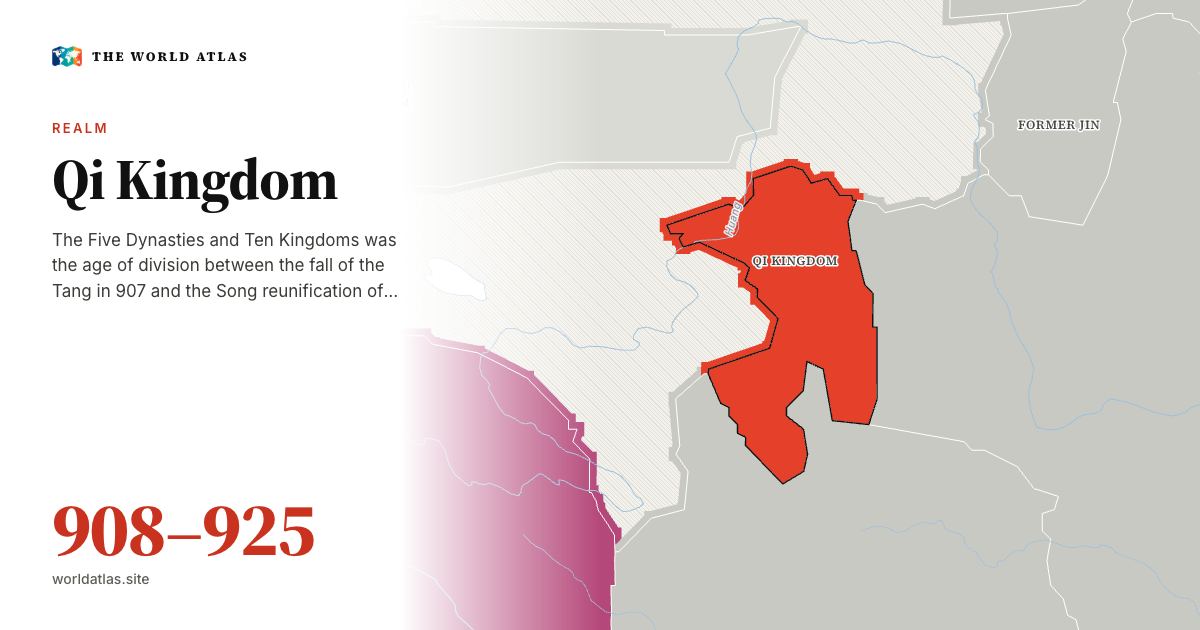 THE WORLD ATLAS
REALM
Qi Kingdom
The Five Dynasties and Ten Kingdoms was
the age of division between the fall of the
Tang in 907 and the Song reunification of...
908–925
worldatlas.site
FORMER JIN
Huang
QI KINGDOM